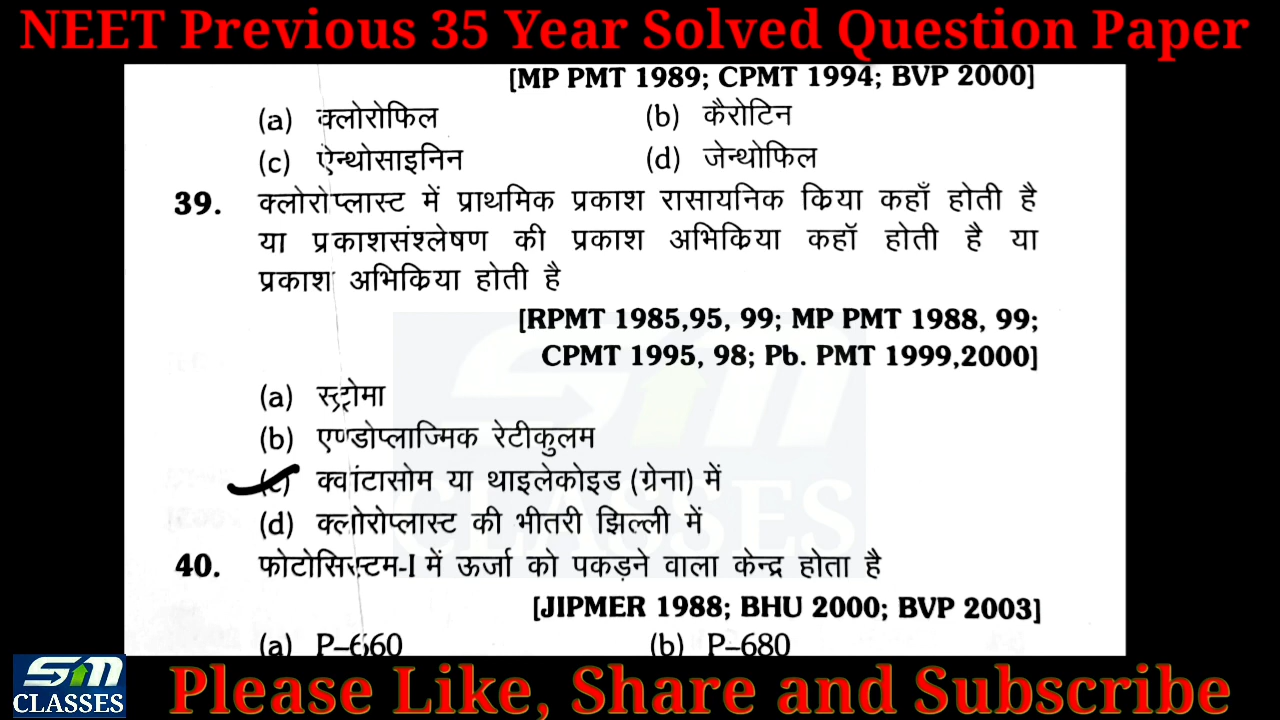 NEET Previous 35 Year Solved Question Paper
[MP PMT 1989; CPMT 1994; BVP 2000]
(a) क्लोरोफिल (b) कैरोटिन
(c) ऐन्थोसाइनिन (d) जेन्थोफिल
39. क्लोरोप्लास्ट में प्राथमिक प्रकाश रासायनिक क्रिया कहाँ होती है
या प्रकाशसंश्लेषण की प्रकाश अभिक्रिया कहॉ होती है या
प्रकाश अभिक्रिया होती है
[RPMT 1985,95, 99; MP PMT 1988, 99;
CPMT 1995, 98; Pb. PMT 1999,2000]
(a) स्ट्रोमा
(b) एण्डोप्लाज्मिक रेटीकुलम
(c) क्वांटासोम या थाइलेकोइड (ग्रेना) में
(d) क्लोरोप्लास्ट की भीतरी झिल्ली में
40. फोटोसिस्टम-I में ऊर्जा को पकड़ने वाला केन्द्र होता है
[JIPMER 1988; BHU 2000; BVP 2003]
(a) P–660 (b) P–680
SM CLASSES
SM
CLASSES
Please Like, Share and Subscribe